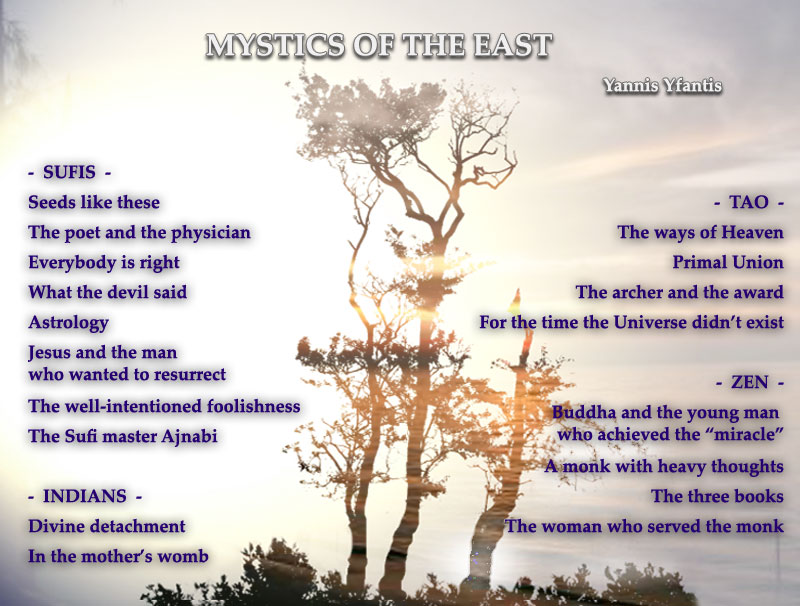 MYSTICS OF THE EAST
Yannis Yfantis
- SUFIS -
Seeds like these
The poet and the physician
Everybody is right
What the devil said
Astrology
Jesus and the man
who wanted to resurrect
The well-intentioned foolishness
The Sufi master Ajnabi
- INDIANS -
Divine detachment
In the mother's womb
- TAO -
The ways of Heaven
Primal Union
The archer and the award
For the time the Universe didn't exist
- ZEN -
Buddha and the young man
who achieved the “miracle”
A monk with heavy thoughts
The three books
The woman who served the monk